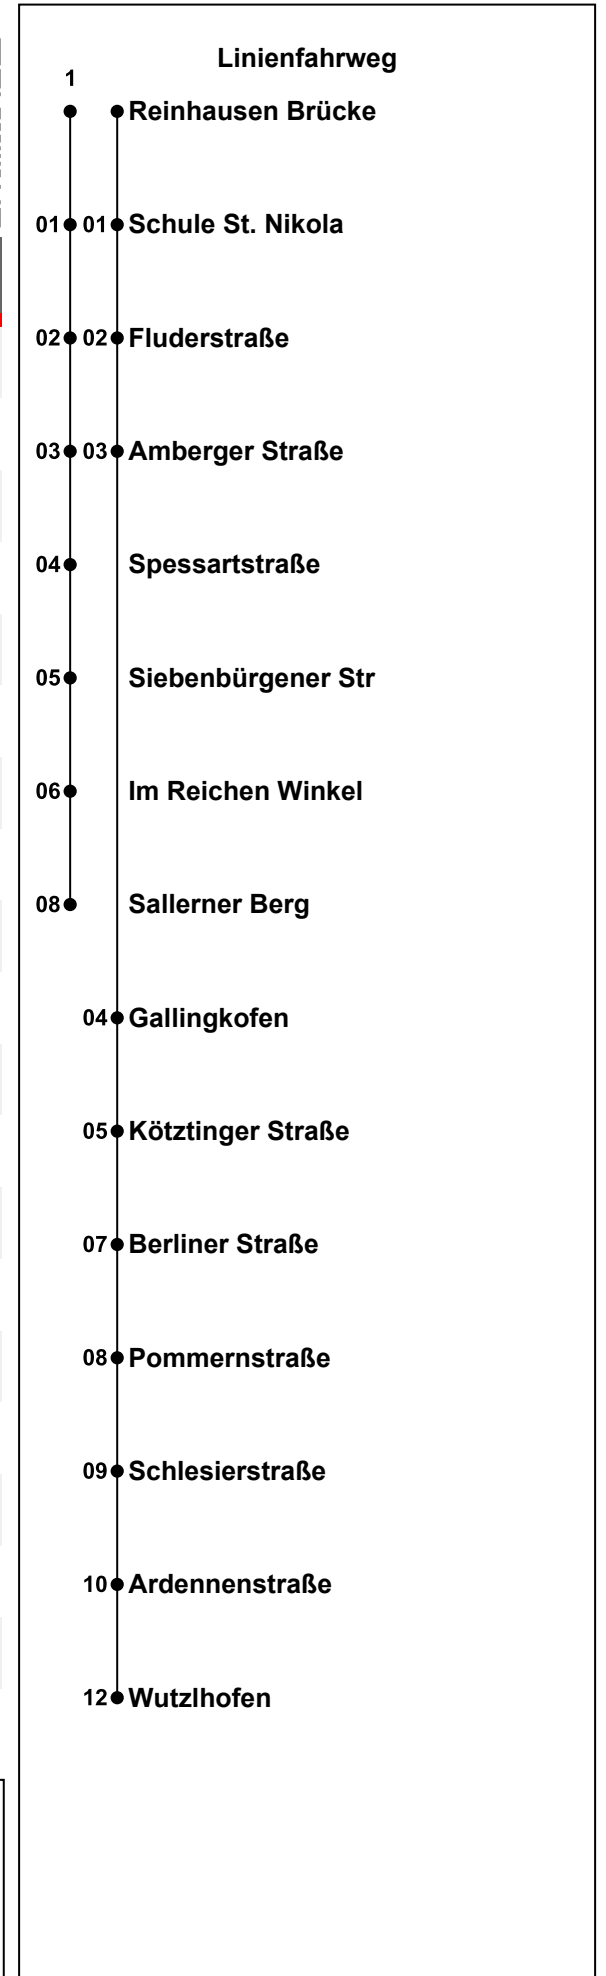 Linienfahrweg
1
Reinhausen Brücke
01 01 Schule St. Nikola
02 02 Fluderstraße
03 03 Amberger Straße
04 Spessartstraße
05 Siebenbürgener Str
06 Im Reichen Winkel
08 Sallerner Berg
04 Gallingkofen
05 Kötztinger Straße
07 Berliner Straße
08 Pommernstraße
09 Schlesierstraße
10 Ardennenstraße
12 Wutzlhofen